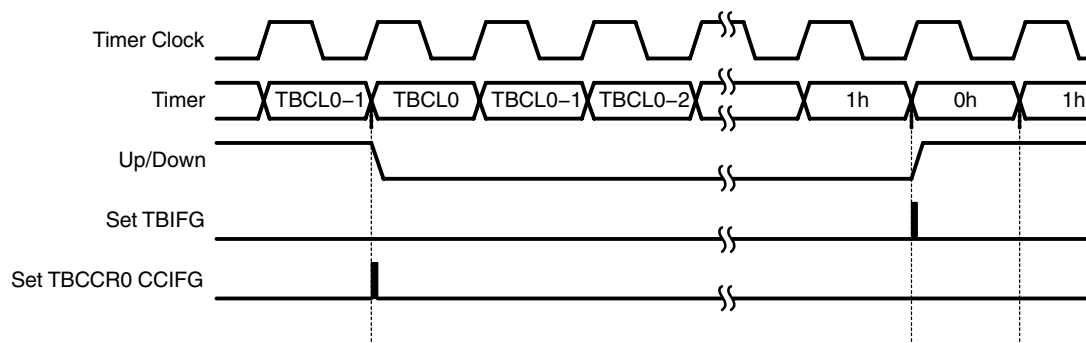 Timer Clock
Timer TBCL0−1 TBCL0 TBCL0−1 TBCL0−2 1h 0h 1h
Up/Down
Set TBIFG
Set TBCCR0 CCIFG